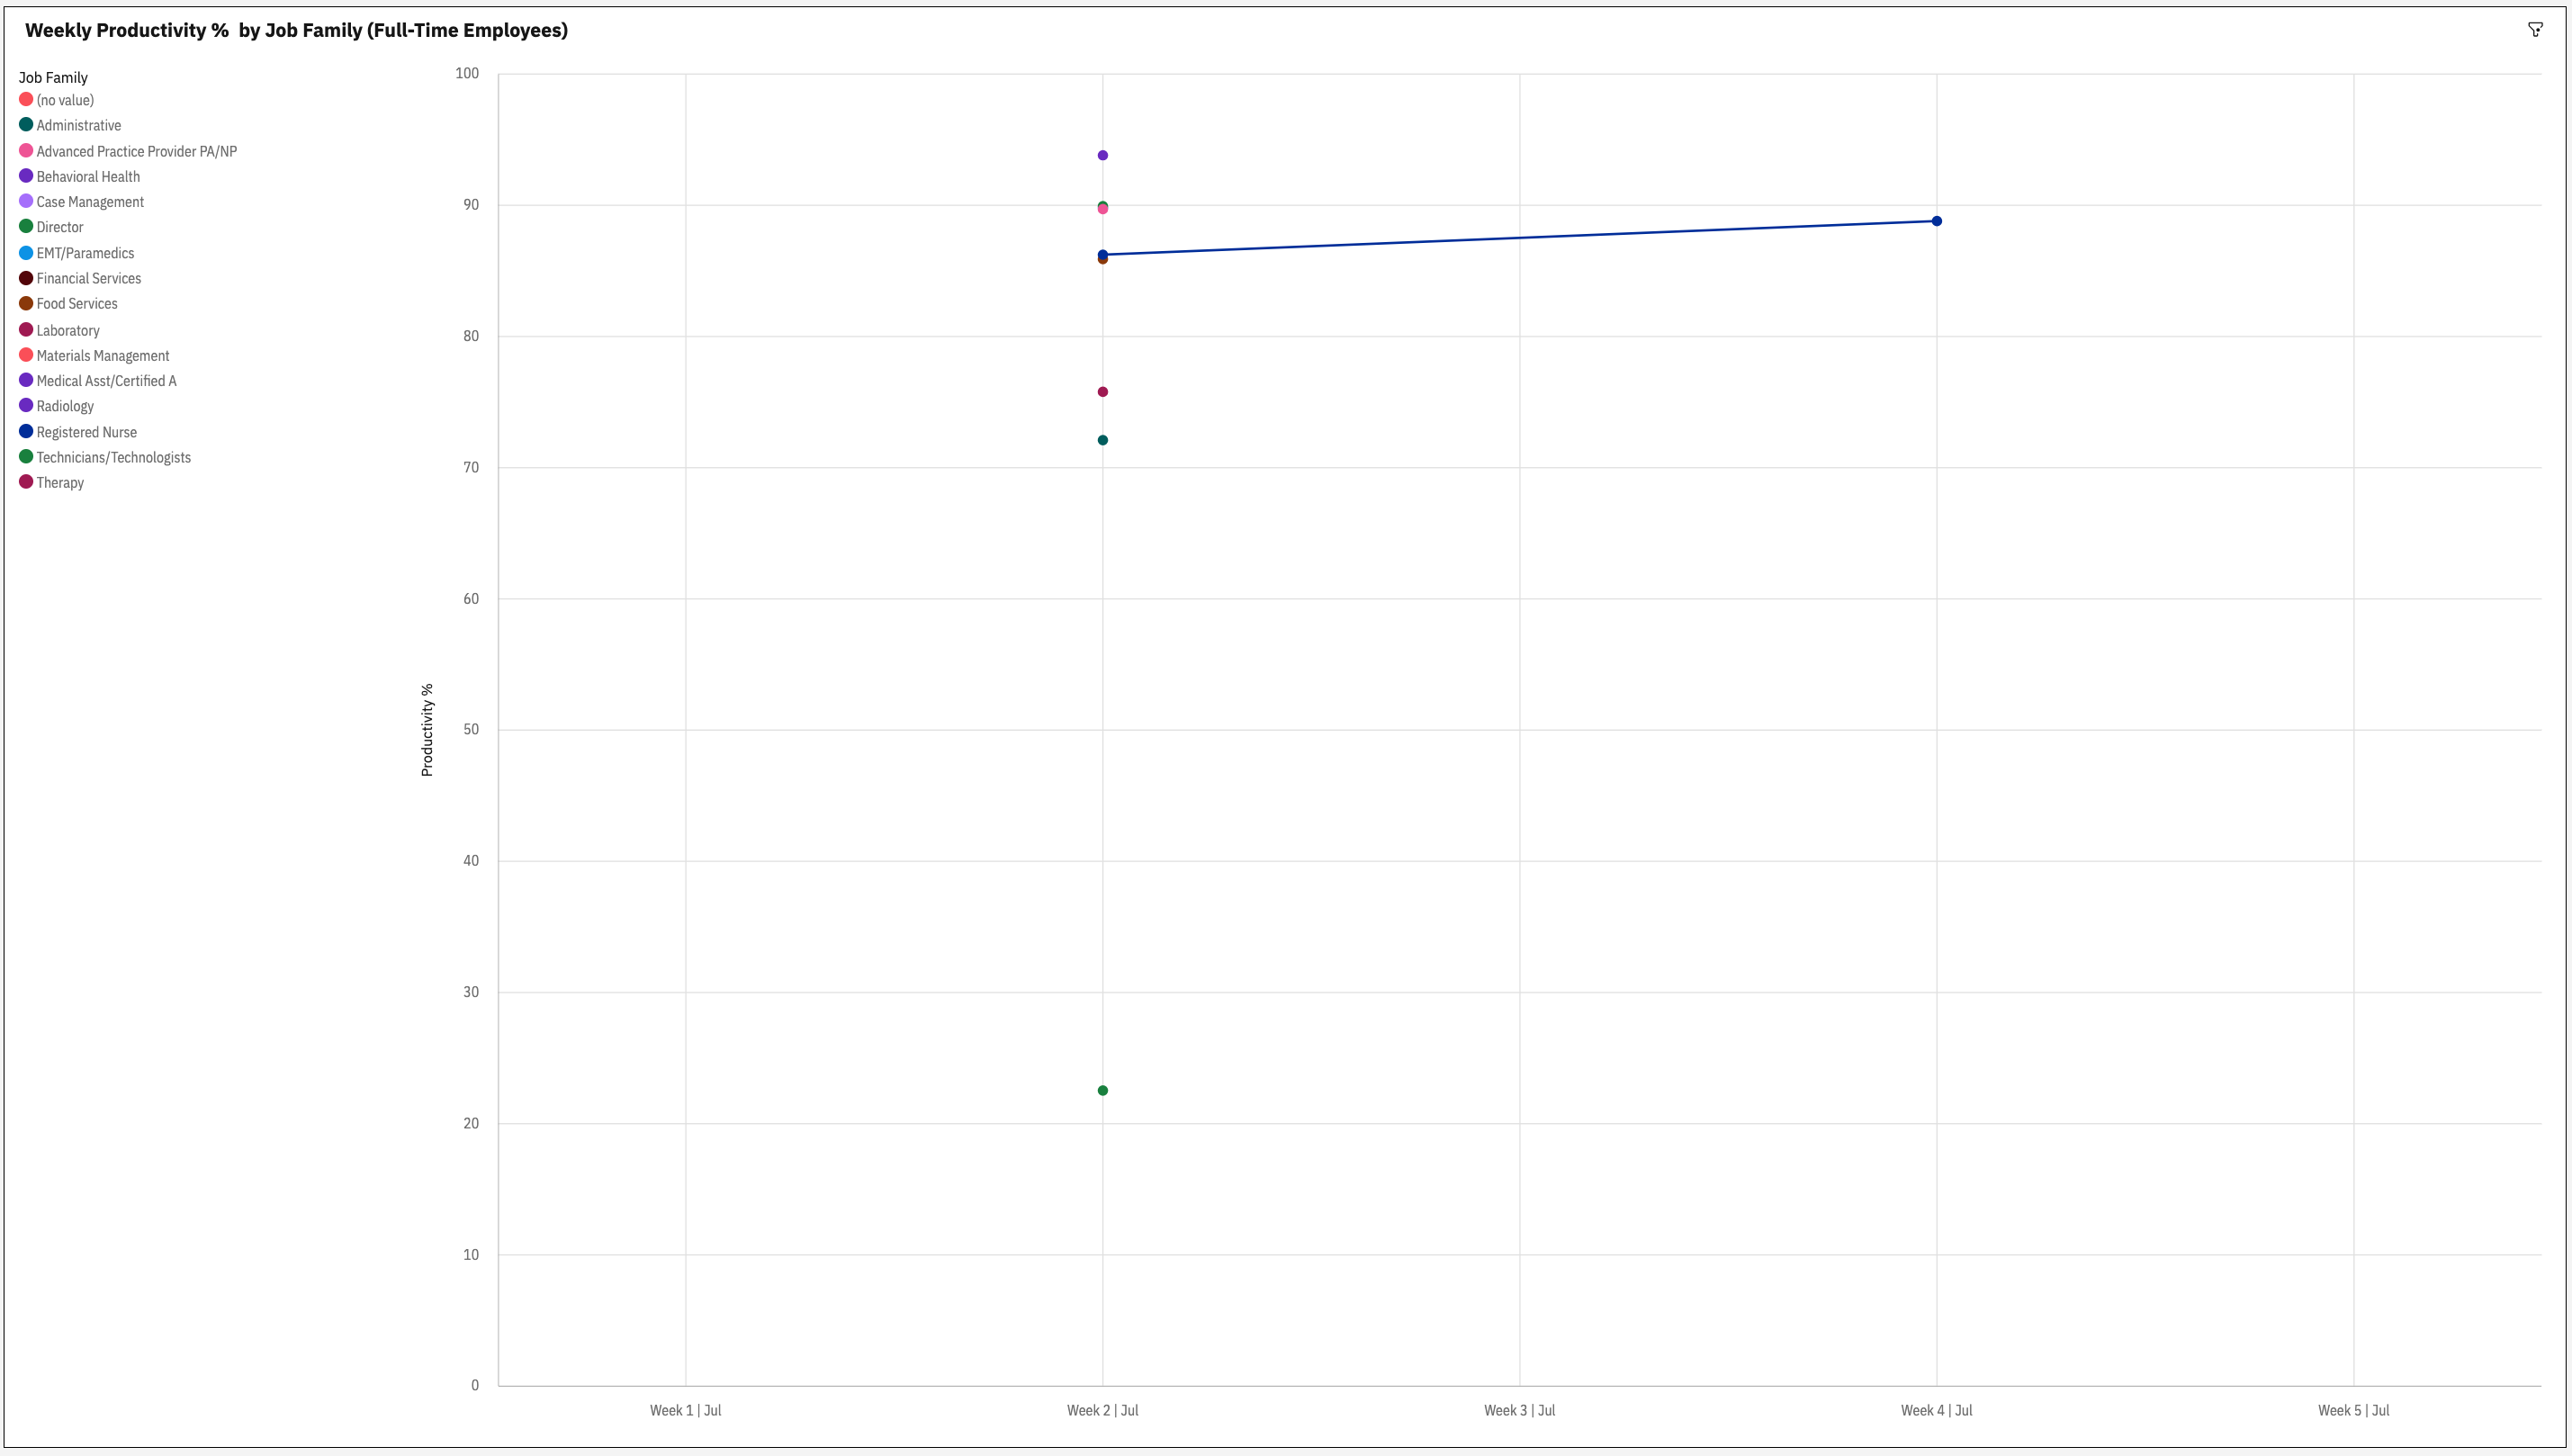 Weekly Productivity %  by Job Family (Full-Time Employees)
Job Family
(no value)
Administrative
Advanced Practice Provider PA/NP
Behavioral Health
Case Management
Director
EMT/Paramedics
Financial Services
Food Services
Laboratory
Materials Management
Medical Asst/Certified A
Radiology
Registered Nurse
Technicians/Technologists
Therapy
Productivity %
100
90
80
70
60
50
40
30
20
10
0
Week 1 | Jul
Week 2 | Jul
Week 3 | Jul
Week 4 | Jul
Week 5 | Jul